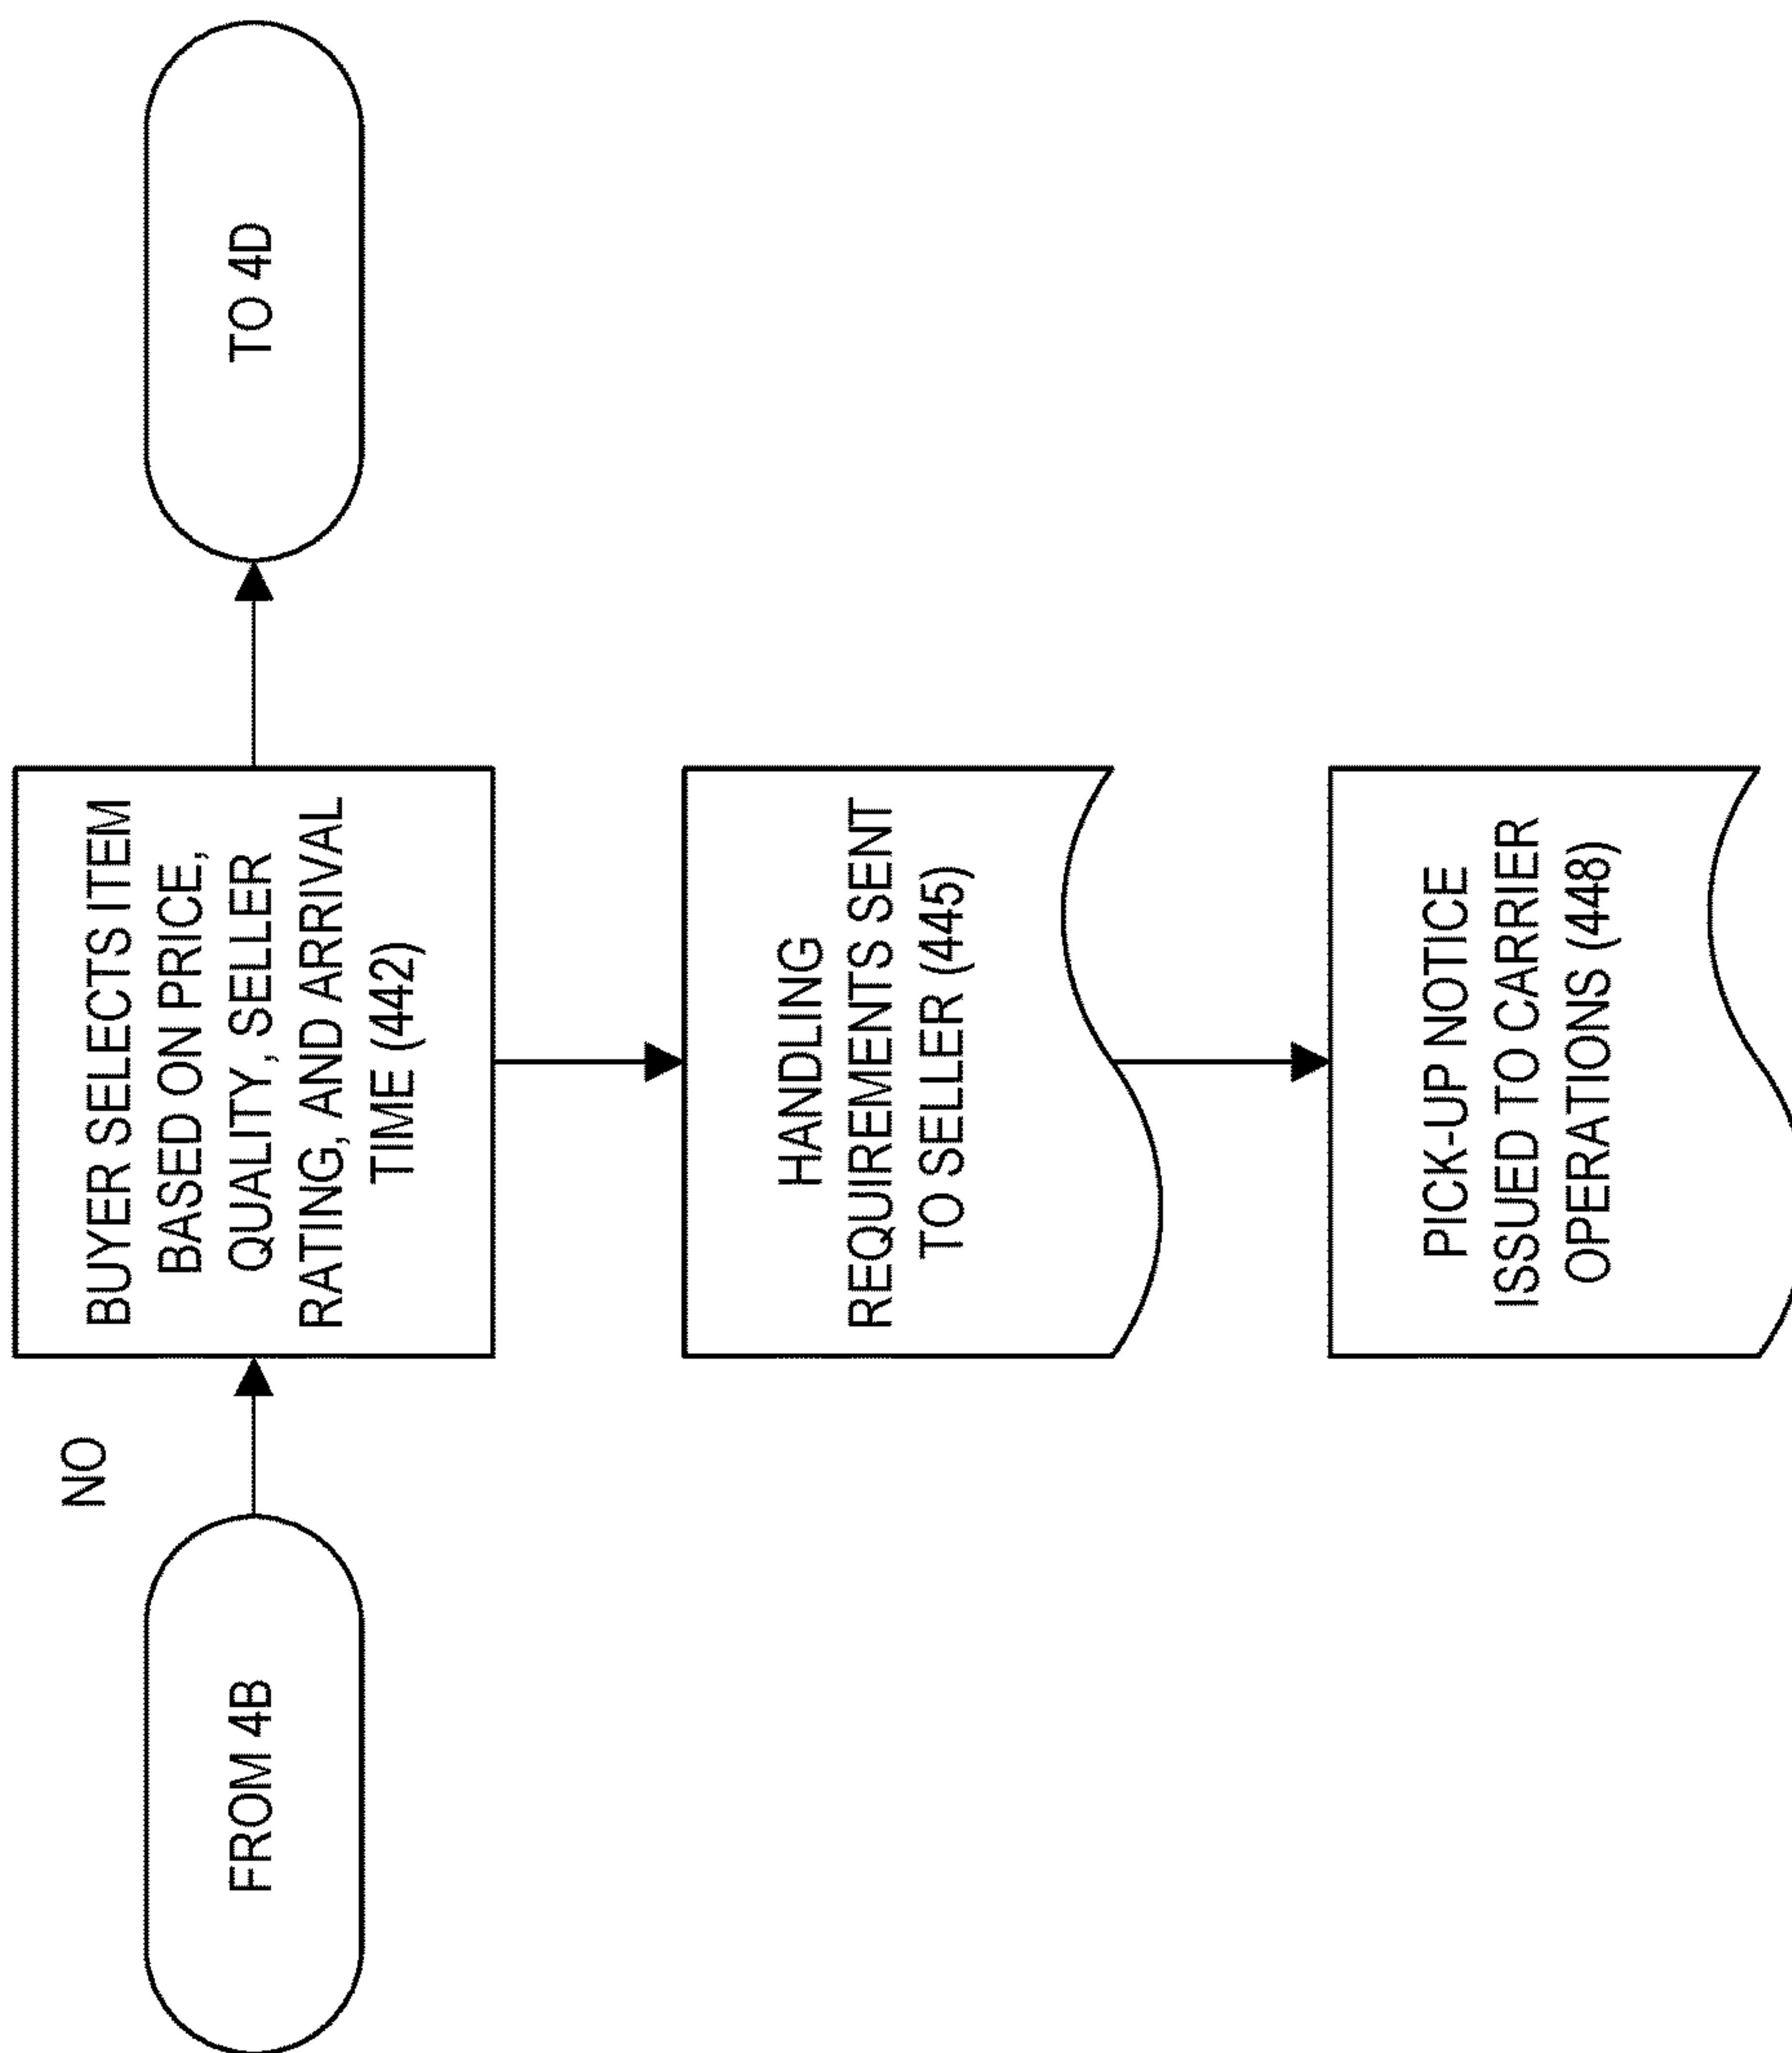 FROM 4B
NO
BUYER SELECTS ITEM
BASED ON PRICE,
QUALITY, SELLER
RATING, AND ARRIVAL
TIME (442)
TO 4D
HANDLING
REQUIREMENTS SENT
TO SELLER (445)
PICK-UP NOTICE
ISSUED TO CARRIER
OPERATIONS (448)